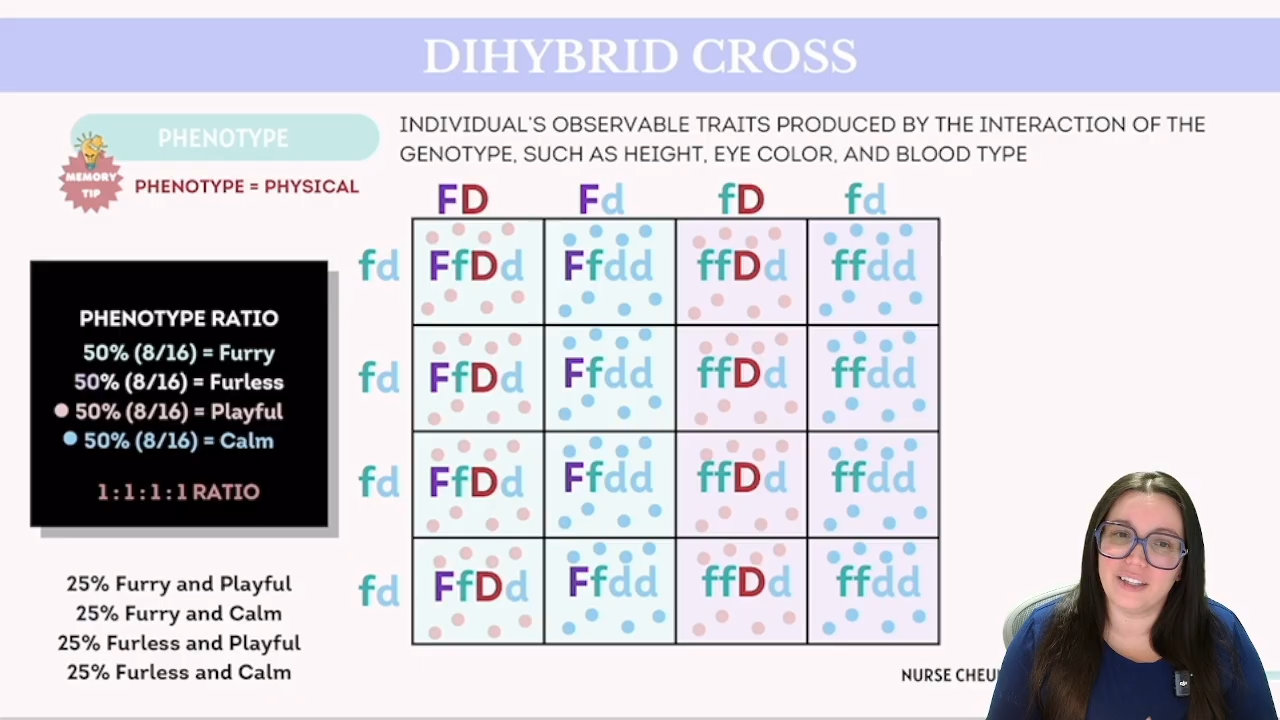 DIHYBRID CROSS
PHENOTYPE
MEMORY
TIP
PHENOTYPE = PHYSICAL
INDIVIDUAL'S OBSERVABLE TRAITS PRODUCED BY THE INTERACTION OF THE
GENOTYPE, SUCH AS HEIGHT, EYE COLOR, AND BLOOD TYPE
FD Fd fD fd
fd FfDd Ffdd ffDd ffdd
fd FfDd Ffdd ffDd ffdd
fd FfDd Ffdd ffDd ffdd
fd FfDd Ffdd ffDd ffdd
PHENOTYPE RATIO
50% (8/16) = Furry
50% (8/16) = Furless
50% (8/16) = Playful
50% (8/16) = Calm
1:1:1:1 RATIO
25% Furry and Playful
25% Furry and Calm
25% Furless and Playful
25% Furless and Calm
NURSE